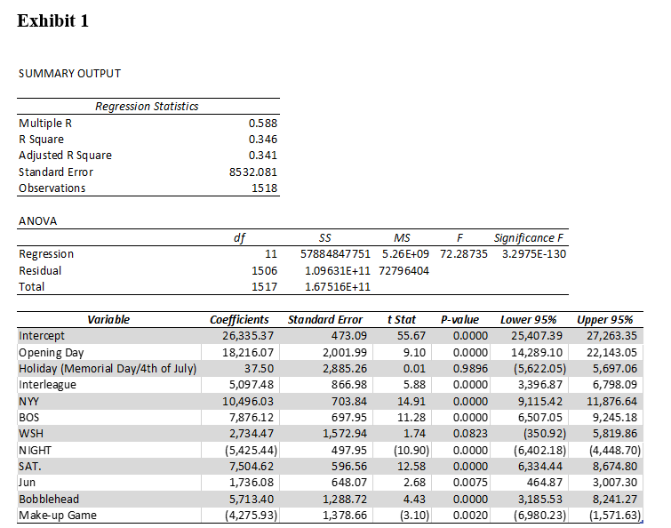 Exhibit 1
SUMMARY OUTPUT
Regression Statistics
Multiple R 0.588
R Square 0.346
Adjusted R Square 0.341
Standard Error 8532.081
Observations 1518
ANOVA
df SS MS F Significance F
Regression 11 57884847751 5.26E+09 72.28735 3.2975E-130
Residual 1506 1.09631E+11 72796404
Total 1517 1.67516E+11
Variable Coefficients Standard Error t Stat P-value Lower 95% Upper 95%
Intercept 26,335.37 473.09 55.67 0.0000 25,407.39 27,263.35
Opening Day 18,216.07 2,001.99 9.10 0.0000 14,289.10 22,143.05
Holiday (Memorial Day/4th of July) 37.50 2,885.26 0.01 0.9896 (5,622.05) 5,697.06
Interleague 5,097.48 866.98 5.88 0.0000 3,396.87 6,798.09
NYY 10,496.03 703.84 14.91 0.0000 9,115.42 11,876.64
BOS 7,876.12 697.95 11.28 0.0000 6,507.05 9,245.18
WSH 2,734.47 1,572.94 1.74 0.0823 (350.92) 5,819.86
NIGHT (5,425.44) 497.95 (10.90) 0.0000 (6,402.18) (4,448.70)
SAT. 7,504.62 596.56 12.58 0.0000 6,334.44 8,674.80
Jun 1,736.08 648.07 2.68 0.0075 464.87 3,007.30
Bobblehead 5,713.40 1,288.72 4.43 0.0000 3,185.53 8,241.27
Make-up Game (4,275.93) 1,378.66 (3.10) 0.0020 (6,980.23) (1,571.63)